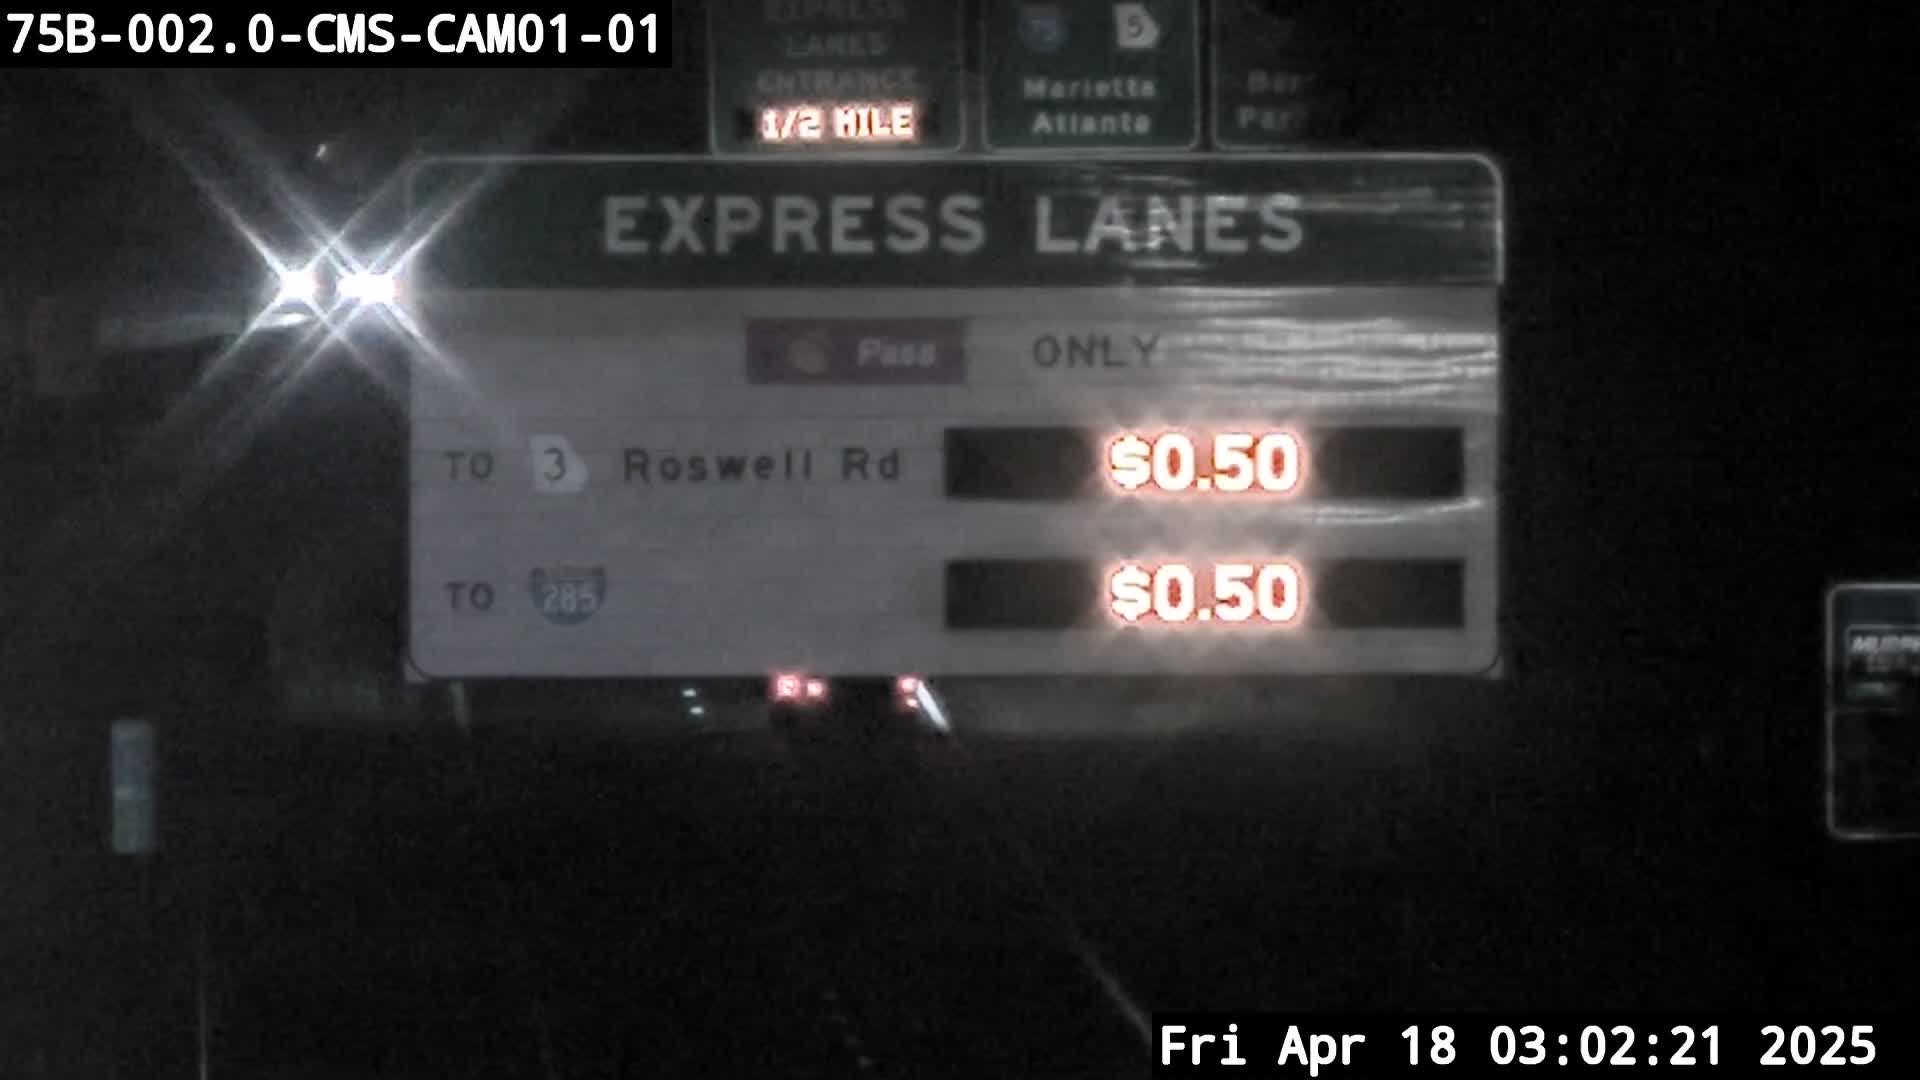 75B-002.0-CMS-CAM01-01
EXPRESS
LANES
ENTRANCE
1/2 MILE
75
5
Marietta
Atlanta
EXPRESS LANES
Pass ONLY
TO 3 Roswell Rd $0.50
TO 285 $0.50
Fri Apr 18 03:02:21 2025